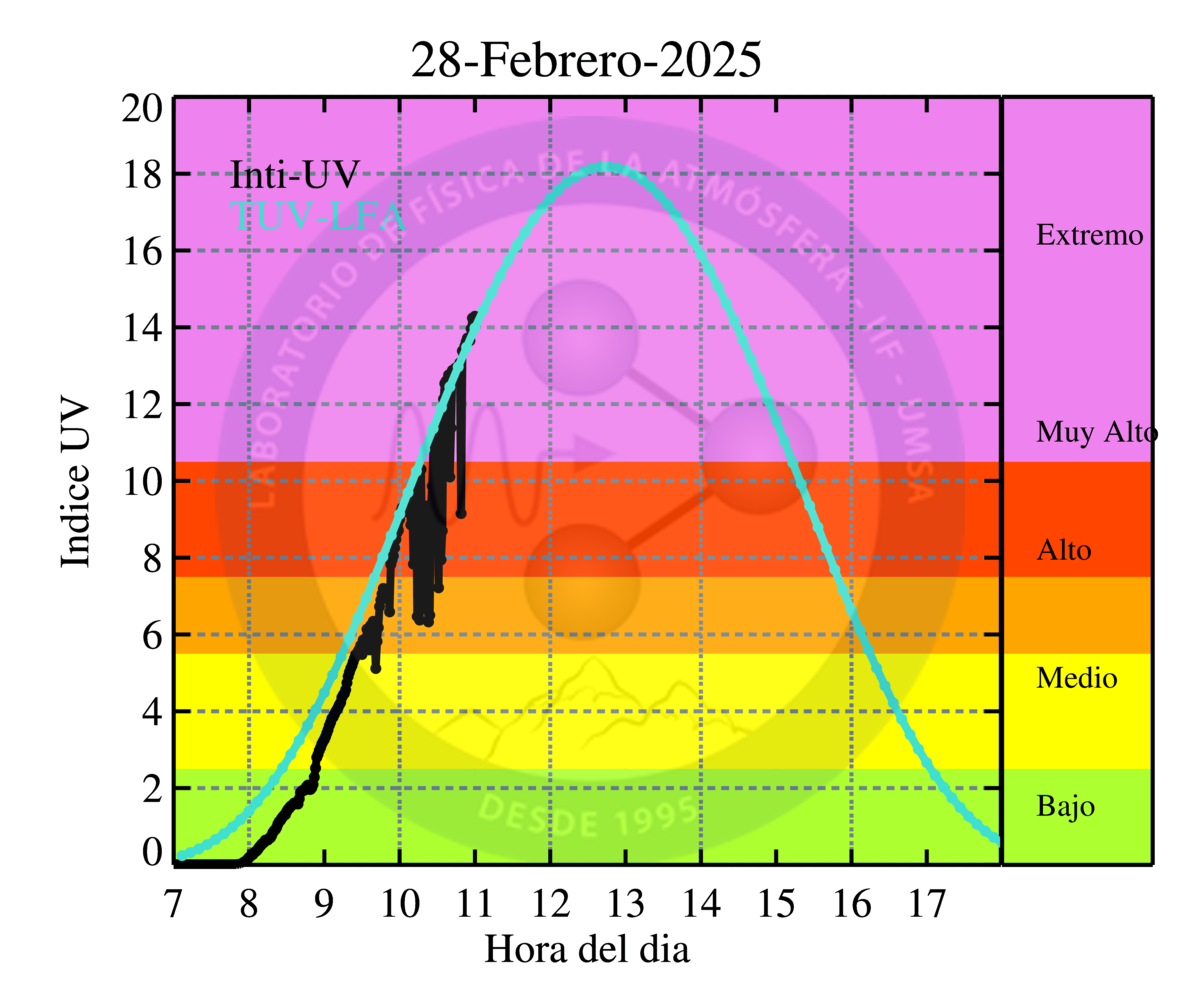 28-Febrero-2025
20
18
16
14
12
10
8
6
4
2
0
Indice UV
Inti-UV
TUV-LFA
LABORATORIO DE FÍSICA DE LA ATMÓSFERA - IIF - UMSA
DESDE 1995
Extremo
Muy Alto
Alto
Medio
Bajo
7 8 9 10 11 12 13 14 15 16 17
Hora del dia